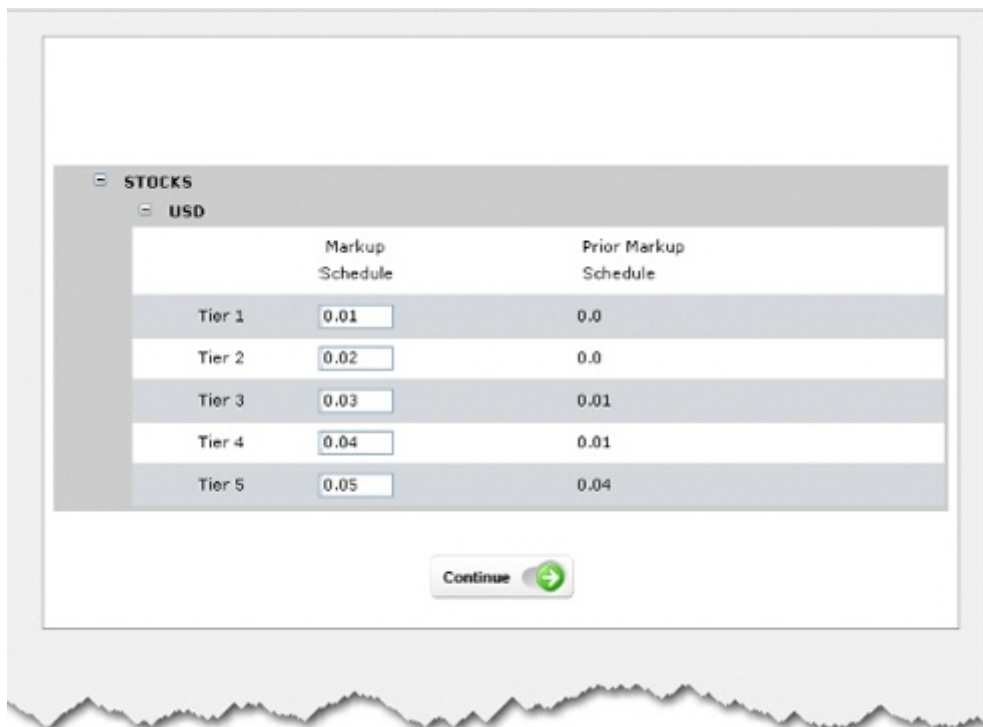 STOCKS
USD
Markup Schedule
Prior Markup Schedule
Tier 1 0.01 0.0
Tier 2 0.02 0.0
Tier 3 0.03 0.01
Tier 4 0.04 0.01
Tier 5 0.05 0.04
Continue